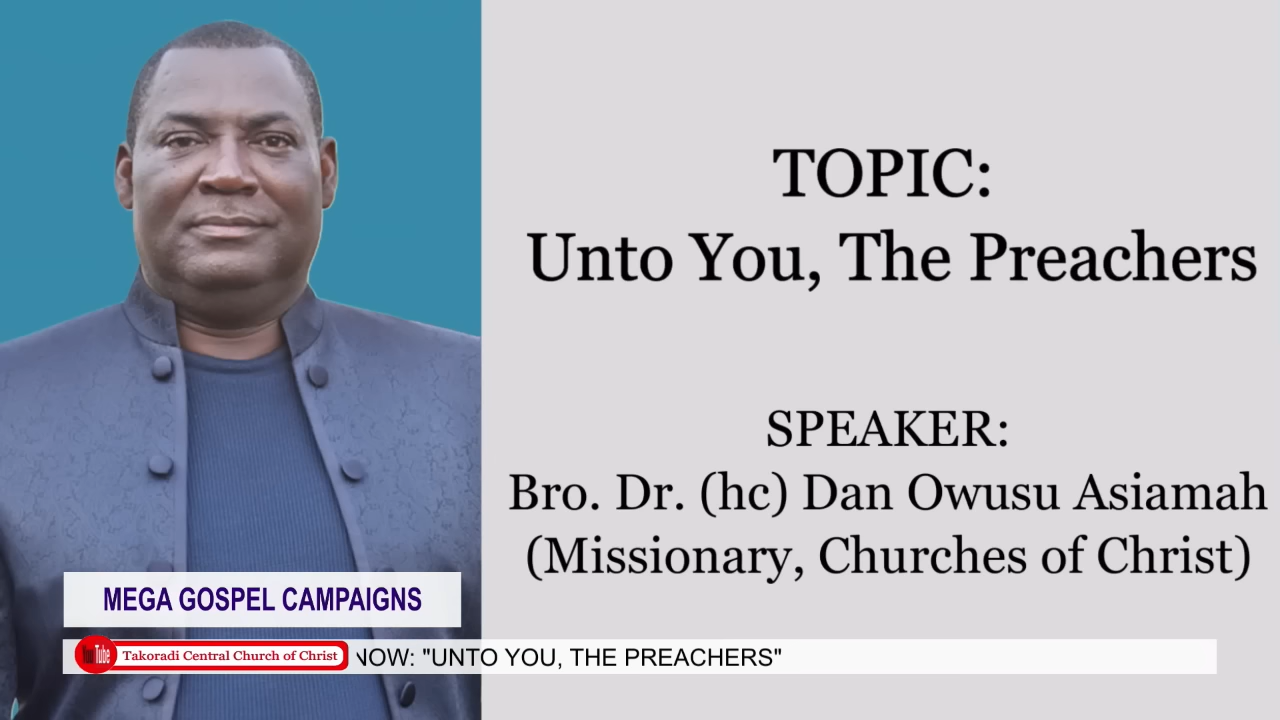 TOPIC:
Unto You, The Preachers
SPEAKER:
Bro. Dr. (hc) Dan Owusu Asiamah
(Missionary, Churches of Christ)
MEGA GOSPEL CAMPAIGNS
YouTube Takoradi Central Church of Christ NOW: "UNTO YOU, THE PREACHERS"